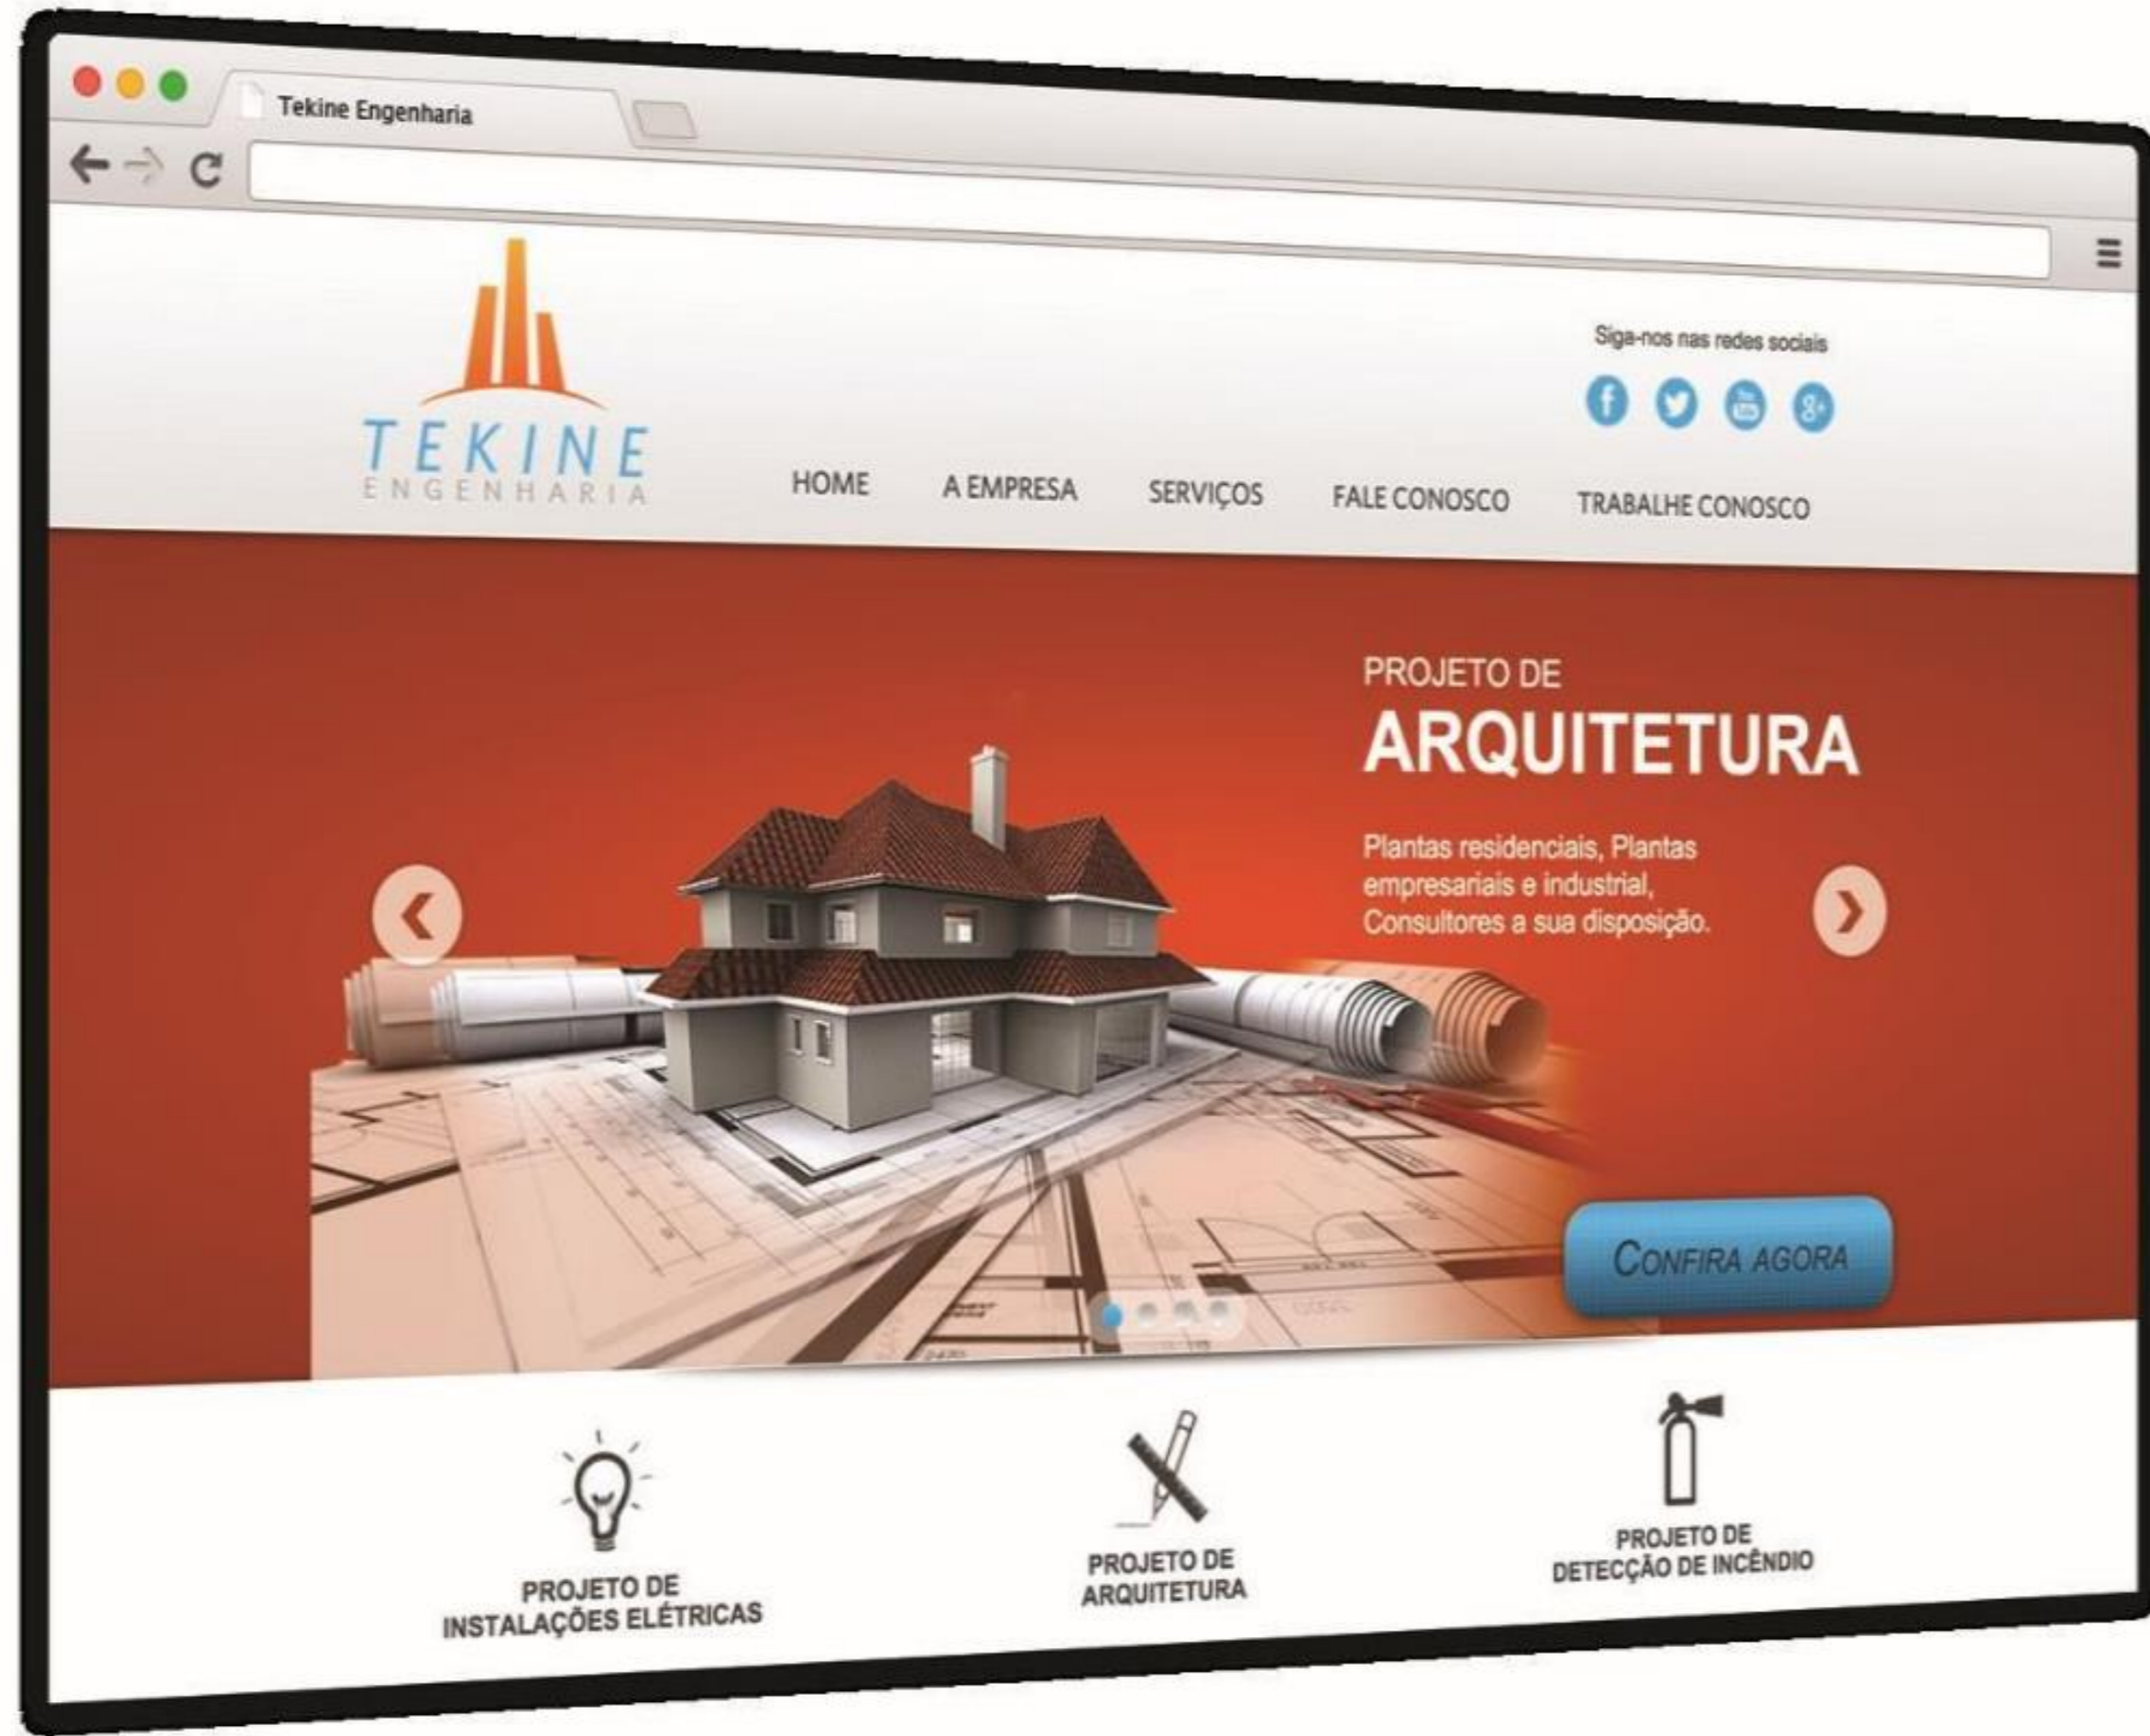 Tekine Engenharia
Siga-nos nas redes sociais
TEKINE
ENGENHARIA
HOME A EMPRESA SERVIÇOS FALE CONOSCO TRABALHE CONOSCO
PROJETO DE
ARQUITETURA
Plantas residenciais, Plantas
empresariais e industrial,
Consultores a sua disposição.
CONFIRA AGORA
PROJETO DE
INSTALAÇÕES ELÉTRICAS
PROJETO DE
ARQUITETURA
PROJETO DE
DETECÇÃO DE INCÊNDIO